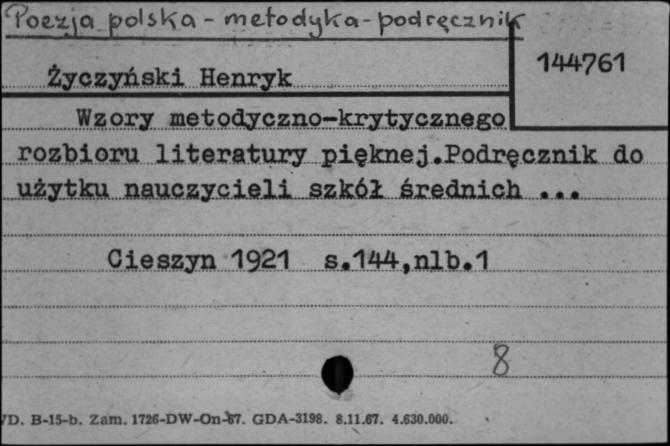 Poezja polska - metodyka - podręcznik
144761
Życzyński Henryk
Wzory metodyczno-krytycznego
rozbioru literatury pięknej.Podręcznik do
użytku nauczycieli szkół średnich ...
Cieszyn 1921 s.144,nlb.1
8
VD. B-15-b. Zam. 1726-DW-On-67. GDA-3198. 8.11.67. 4.630.000.